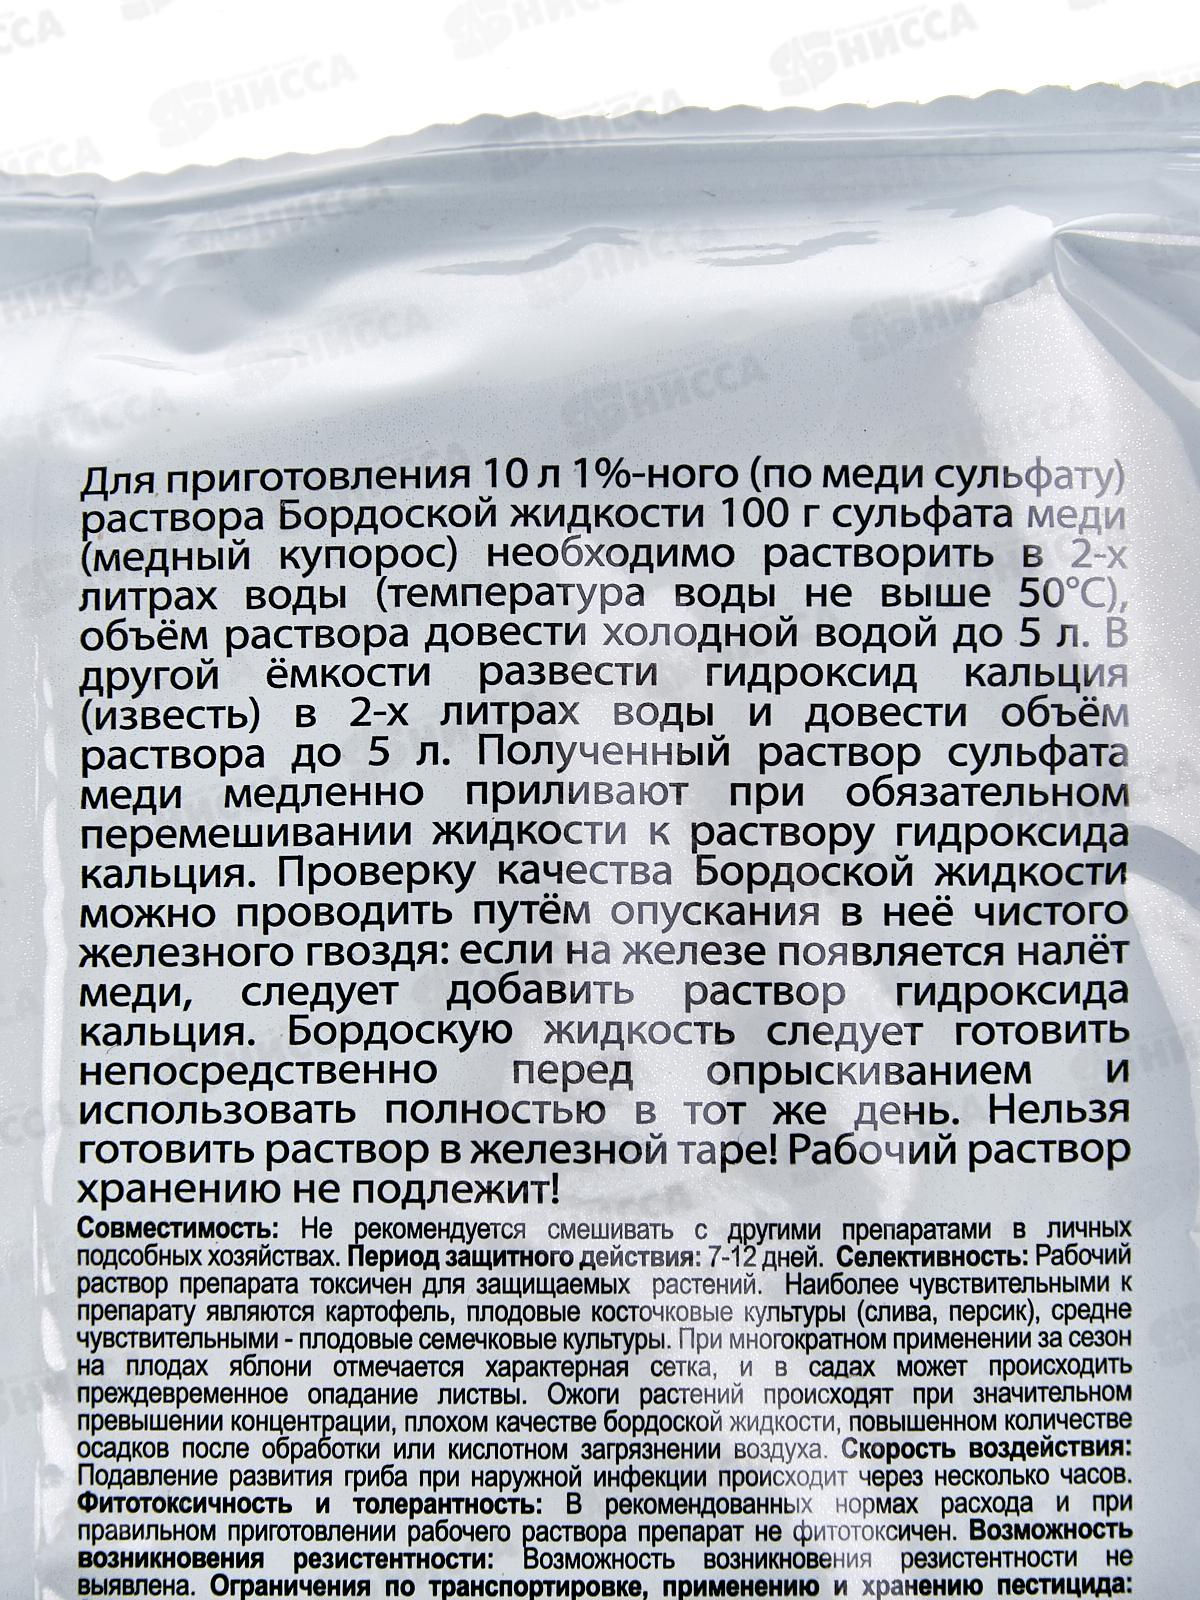 Для приготовления 10 л 1%-ного (по меди сульфату)
раствора Бордоской жидкости 100 г сульфата меди
(медный купорос) необходимо растворить в 2-х
литрах воды (температура воды не выше 50°С),
объём раствора довести холодной водой до 5 л. В
другой ёмкости развести гидроксид кальция
(известь) в 2-х литрах воды и довести объём
раствора до 5 л. Полученный раствор сульфата
меди медленно приливают при обязательном
перемешивании жидкости к раствору гидроксида
кальция. Проверку качества Бордоской жидкости
можно проводить путём опускания в неё чистого
железного гвоздя: если на железе появляется налёт
меди, следует добавить раствор гидроксида
кальция. Бордоскую жидкость следует готовить
непосредственно перед опрыскиванием и
использовать полностью в тот же день. Нельзя
готовить раствор в железной таре! Рабочий раствор
хранению не подлежит!
Совместимость: Не рекомендуется смешивать с другими препаратами в личных
подсобных хозяйствах. Период защитного действия: 7-12 дней. Селективность: Рабочий
раствор препарата токсичен для защищаемых растений. Наиболее чувствительными к
препарату являются картофель, плодовые косточковые культуры (слива, персик), средне
чувствительными - плодовые семечковые культуры. При многократном применении за сезон
на плодах яблони отмечается характерная сетка, и в садах может происходить
преждевременное опадание листвы. Ожоги растений происходят при значительном
превышении концентрации, плохом качестве бордоской жидкости, повышенном количестве
осадков после обработки или кислотном загрязнении воздуха. Скорость воздействия:
Подавление развития гриба при наружной инфекции происходит через несколько часов.
Фитотоксичность и толерантность: В рекомендованных нормах расхода и при
правильном приготовлении рабочего раствора препарат не фитотоксичен. Возможность
возникновения резистентности: Возможность возникновения резистентности не
выявлена. Ограничения по транспортировке, применению и хранению пестицида: